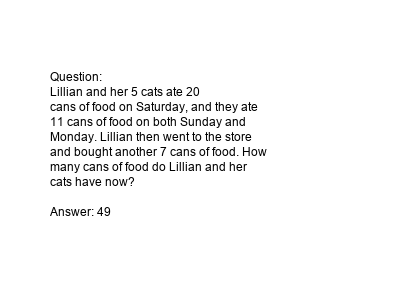 Question:
Lillian and her 5 cats ate 20
cans of food on Saturday, and they ate
11 cans of food on both Sunday and
Monday. Lillian then went to the store
and bought another 7 cans of food. How
many cans of food do Lillian and her
cats have now?
Answer: 49